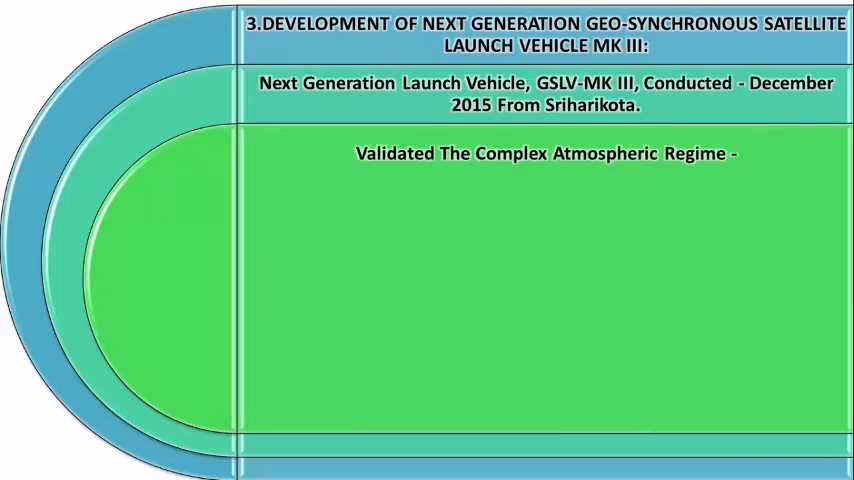 3.DEVELOPMENT OF NEXT GENERATION GEO-SYNCHRONOUS SATELLITE
LAUNCH VEHICLE MK III:
Next Generation Launch Vehicle, GSLV-MK III, Conducted - December
2015 From Sriharikota.
Validated The Complex Atmospheric Regime -